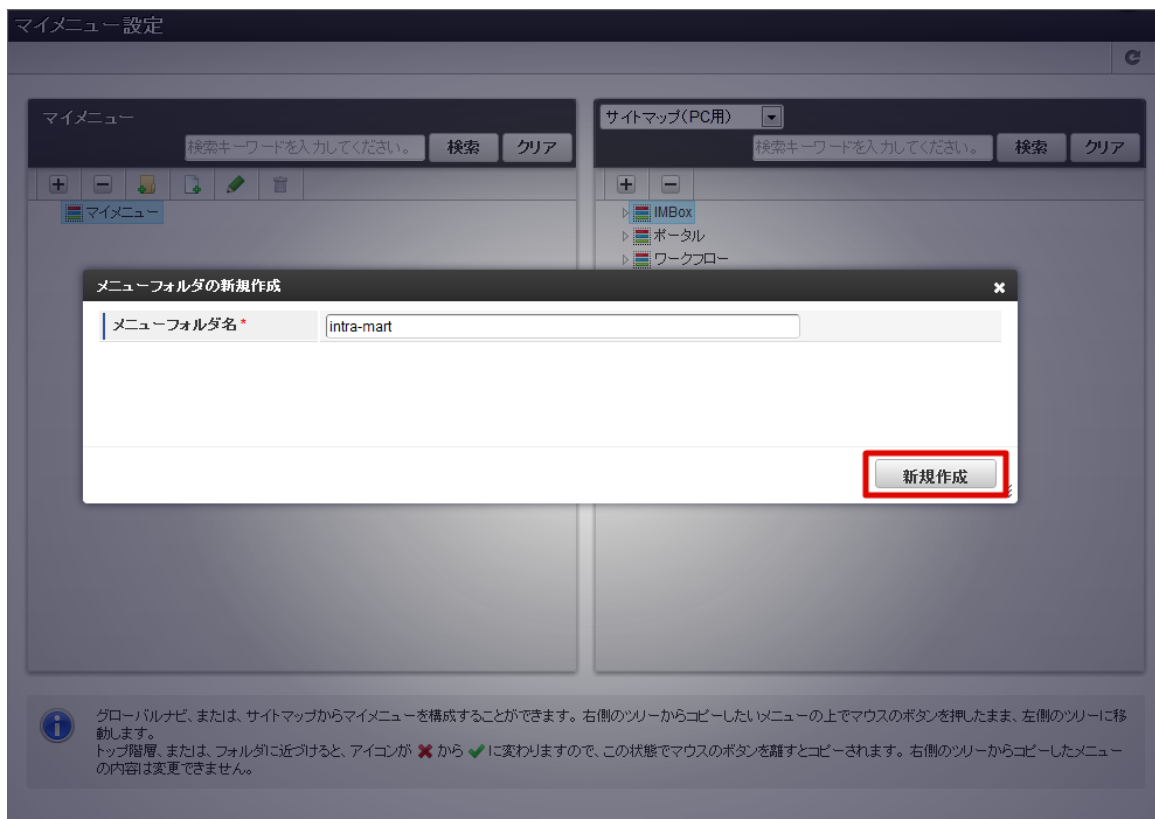 マイメニュー設定
マイメニュー
検索キーワードを入力してください。 検索 クリア
マイメニュー
サイトマップ(PC用)
検索キーワードを入力してください。 検索 クリア
IMBox
ポータル
ワークフロー
メニューフォルダの新規作成
メニューフォルダ名* intra-mart
新規作成
グローバルナビ、または、サイトマップからマイメニューを構成することができます。右側のツリーからコピーしたいメニューの上でマウスのボタンを押したまま、左側のツリーに移
動します。
トップ階層、または、フォルダに近づけると、アイコンが から に変わりますので、この状態でマウスのボタンを離すとコピーされます。右側のツリーからコピーしたメニュー
の内容は変更できません。